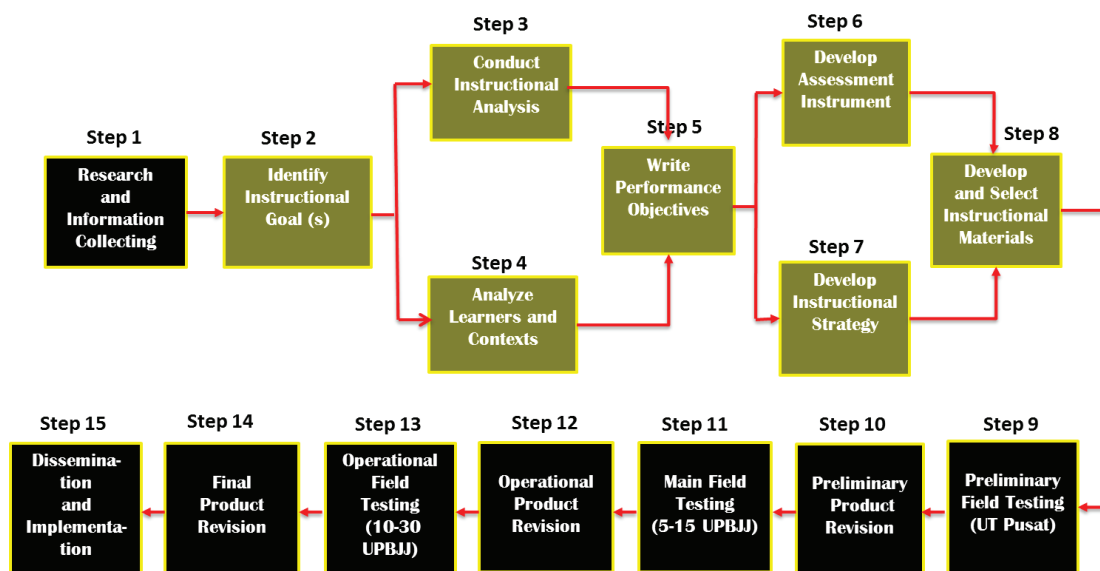 Step 1
Research
and
Information
Collecting
Step 2
Identify
Instructional
Goal (s)
Step 3
Conduct
Instructional
Analysis
Step 4
Analyze
Learners and
Contexts
Step 5
Write
Performance
Objectives
Step 6
Develop
Assessment
Instrument
Step 7
Develop
Instructional
Strategy
Step 8
Develop
and Select
Instructional
Materials
Step 9
Preliminary
Field Testing
(UT Pusat)
Step 10
Preliminary
Product
Revision
Step 11
Main Field
Testing
(5-15 UPBJJ)
Step 12
Operational
Product
Revision
Step 13
Operational
Field
Testing
(10-30
UPBJJ)
Step 14
Final
Product
Revision
Step 15
Dissemina-
tion
and
Implementa-
tion